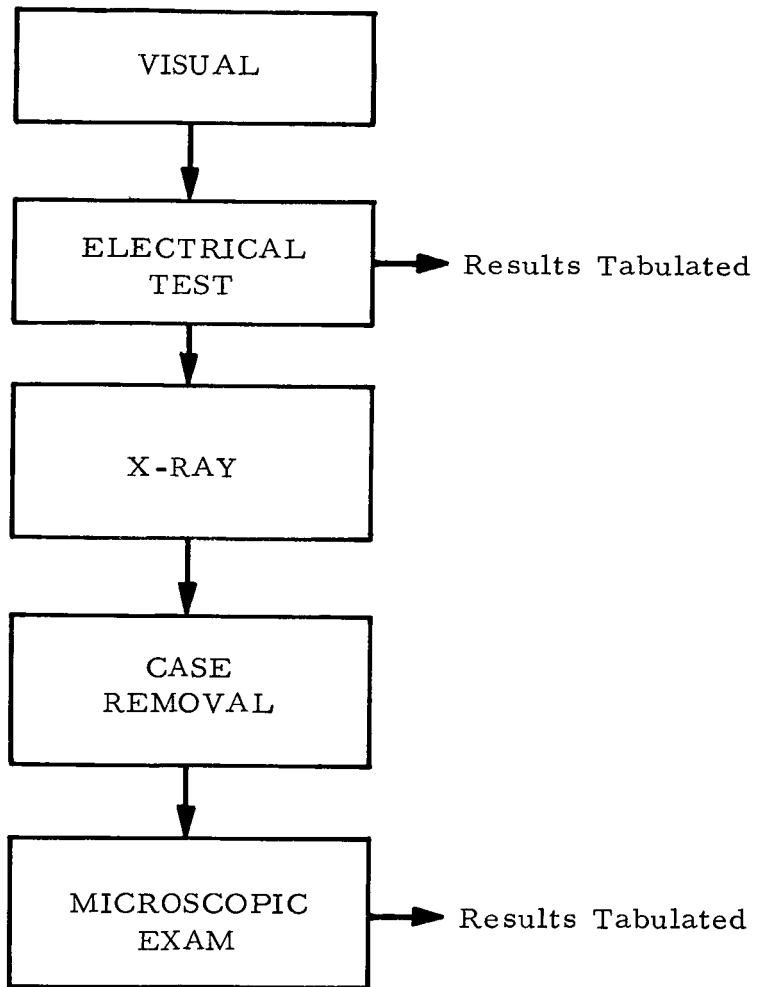 VISUAL
ELECTRICAL
TEST
Results Tabulated
X-RAY
CASE
REMOVAL
MICROSCOPIC
EXAM
Results Tabulated